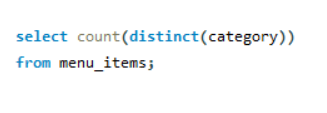 select count(distinct(category))
from menu_items;